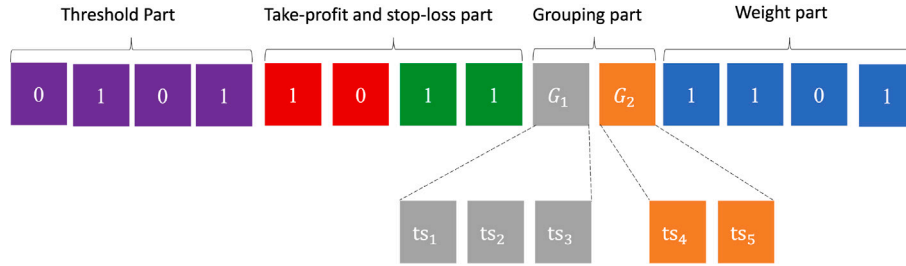 Threshold Part Take-profit and stop-loss part Grouping part Weight part
0 1 0 1 1 0 1 1 G₁ G₂ 1 1 0 1
ts₁ ts₂ ts₃ ts₄ ts₅